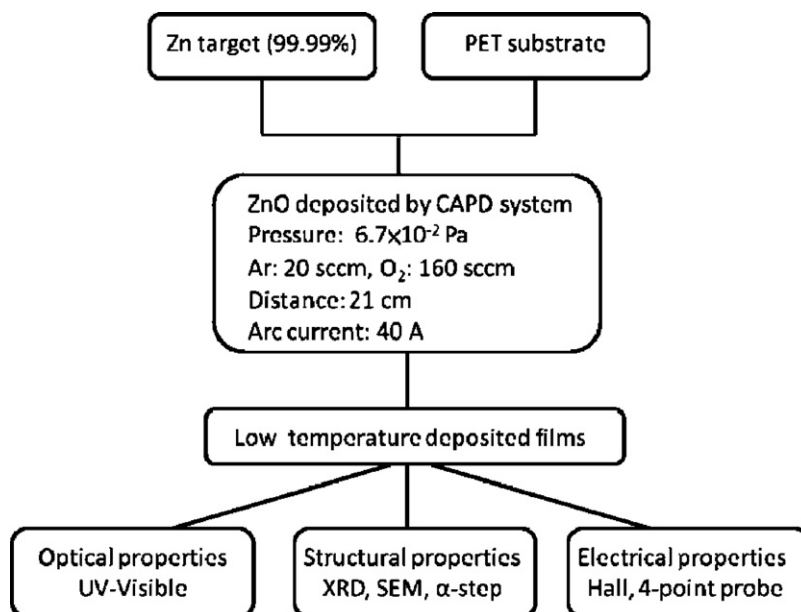 Zn target (99.99%)
PET substrate
ZnO deposited by CAPD system
Pressure: 6.7×10⁻² Pa
Ar: 20 sccm, O₂: 160 sccm
Distance: 21 cm
Arc current: 40 A
Low temperature deposited films
Optical properties
UV-Visible
Structural properties
XRD, SEM, α-step
Electrical properties
Hall, 4-point probe